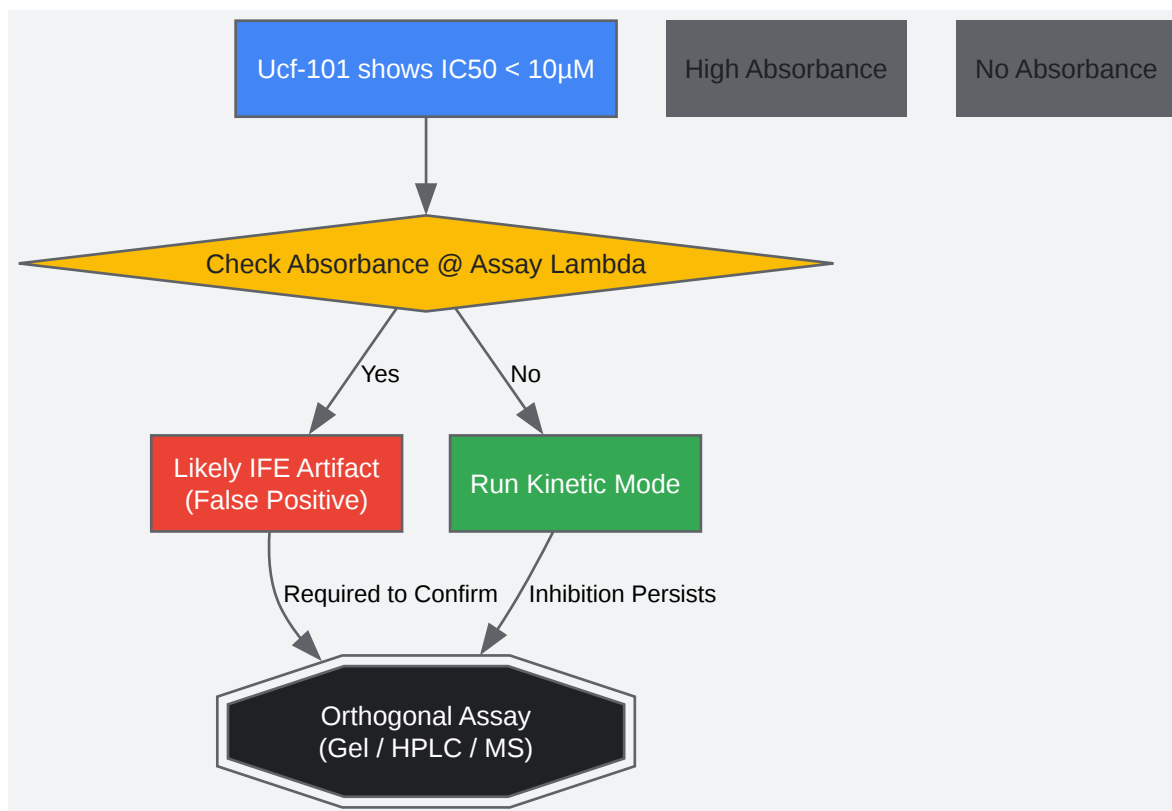 Ucf-101 shows IC50 < 10µM
High Absorbance
No Absorbance
Check Absorbance @ Assay Lambda
Yes
No
Likely IFE Artifact
(False Positive)
Run Kinetic Mode
Required to Confirm
Inhibition Persists
Orthogonal Assay
(Gel / HPLC / MS)